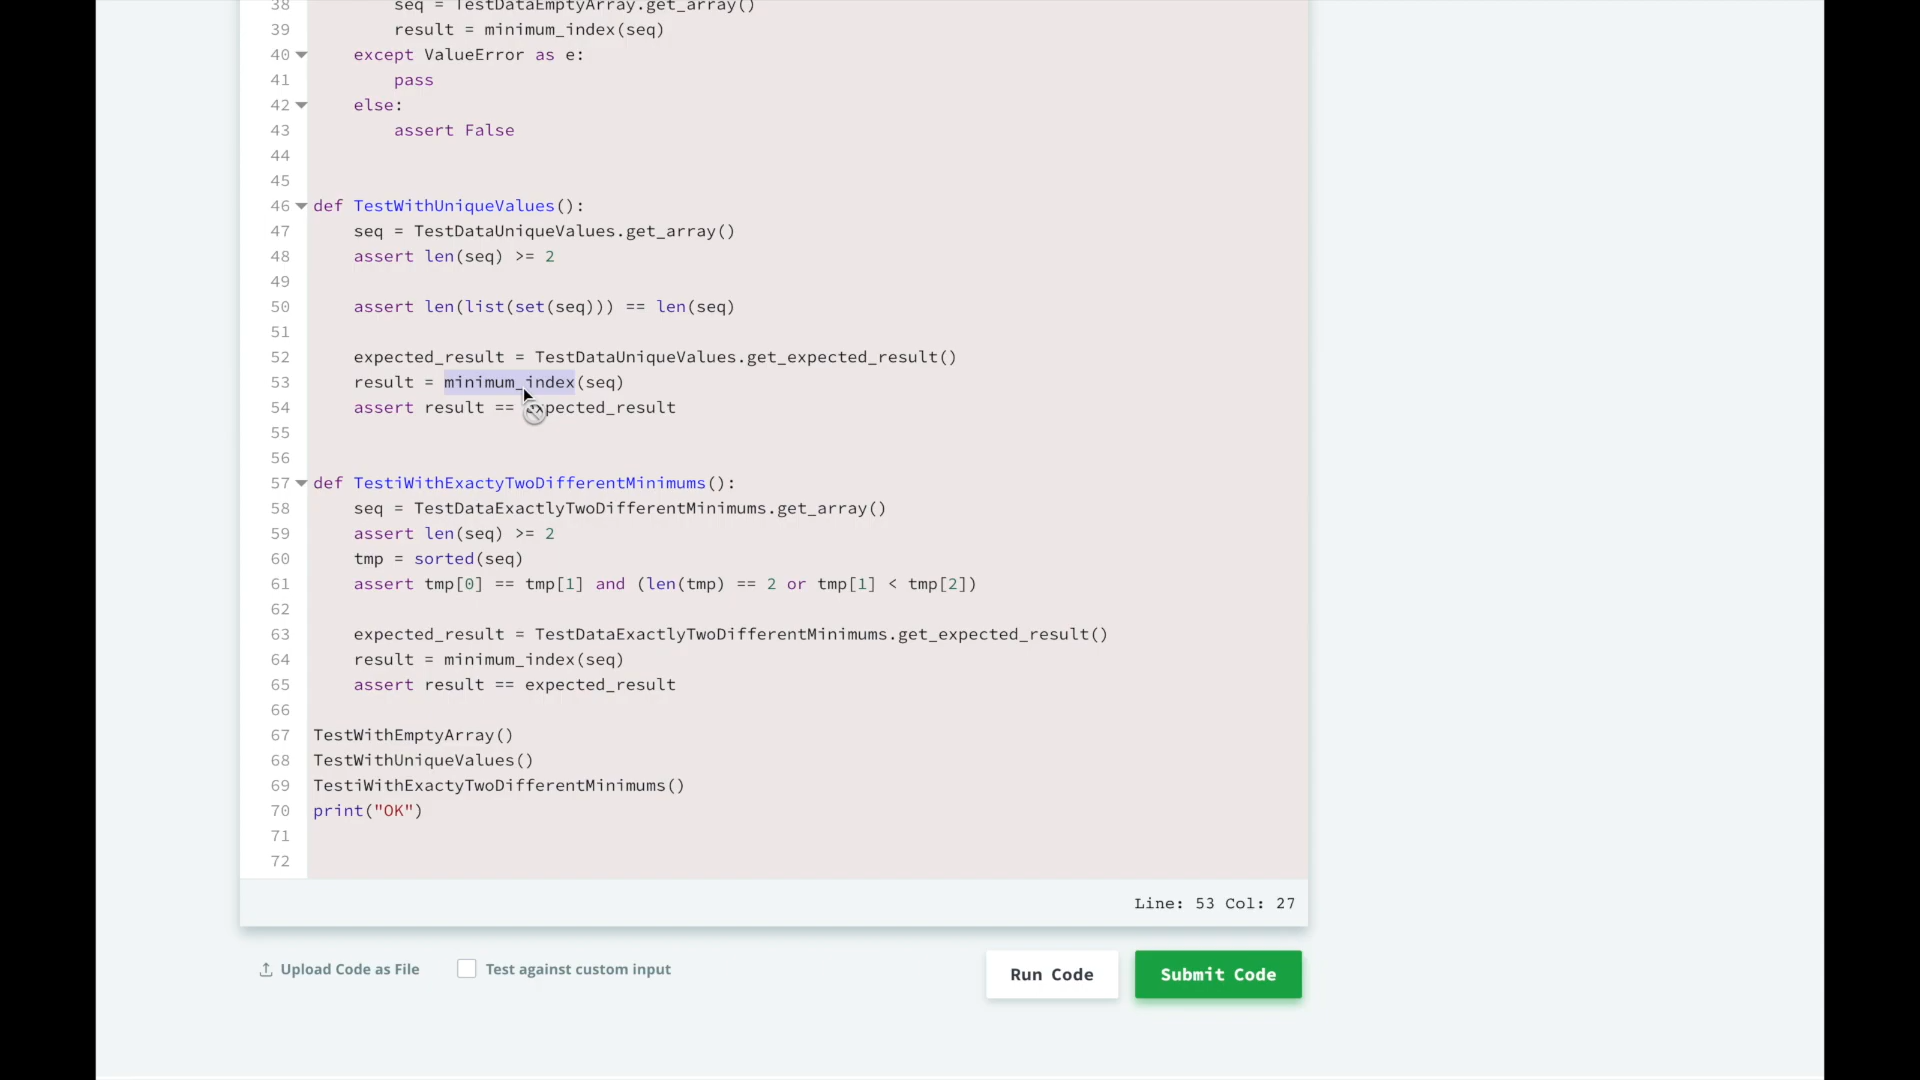 38 seq = TestDataEmptyArray.get_array()
39 result = minimum_index(seq)
40 except ValueError as e:
41 pass
42 else:
43 assert False
44
45
46 def TestWithUniqueValues():
47 seq = TestDataUniqueValues.get_array()
48 assert len(seq) >= 2
49
50 assert len(list(set(seq))) == len(seq)
51
52 expected_result = TestDataUniqueValues.get_expected_result()
53 result = minimum_index(seq)
54 assert result == expected_result
55
56
57 def TestiWithExactyTwoDifferentMinimums():
58 seq = TestDataExactlyTwoDifferentMinimums.get_array()
59 assert len(seq) >= 2
60 tmp = sorted(seq)
61 assert tmp[0] == tmp[1] and (len(tmp) == 2 or tmp[1] < tmp[2])
62
63 expected_result = TestDataExactlyTwoDifferentMinimums.get_expected_result()
64 result = minimum_index(seq)
65 assert result == expected_result
66
67 TestWithEmptyArray()
68 TestWithUniqueValues()
69 TestiWithExactyTwoDifferentMinimums()
70 print("OK")
71
72
Line: 53 Col: 27
Upload Code as File Test against custom input Run Code Submit Code